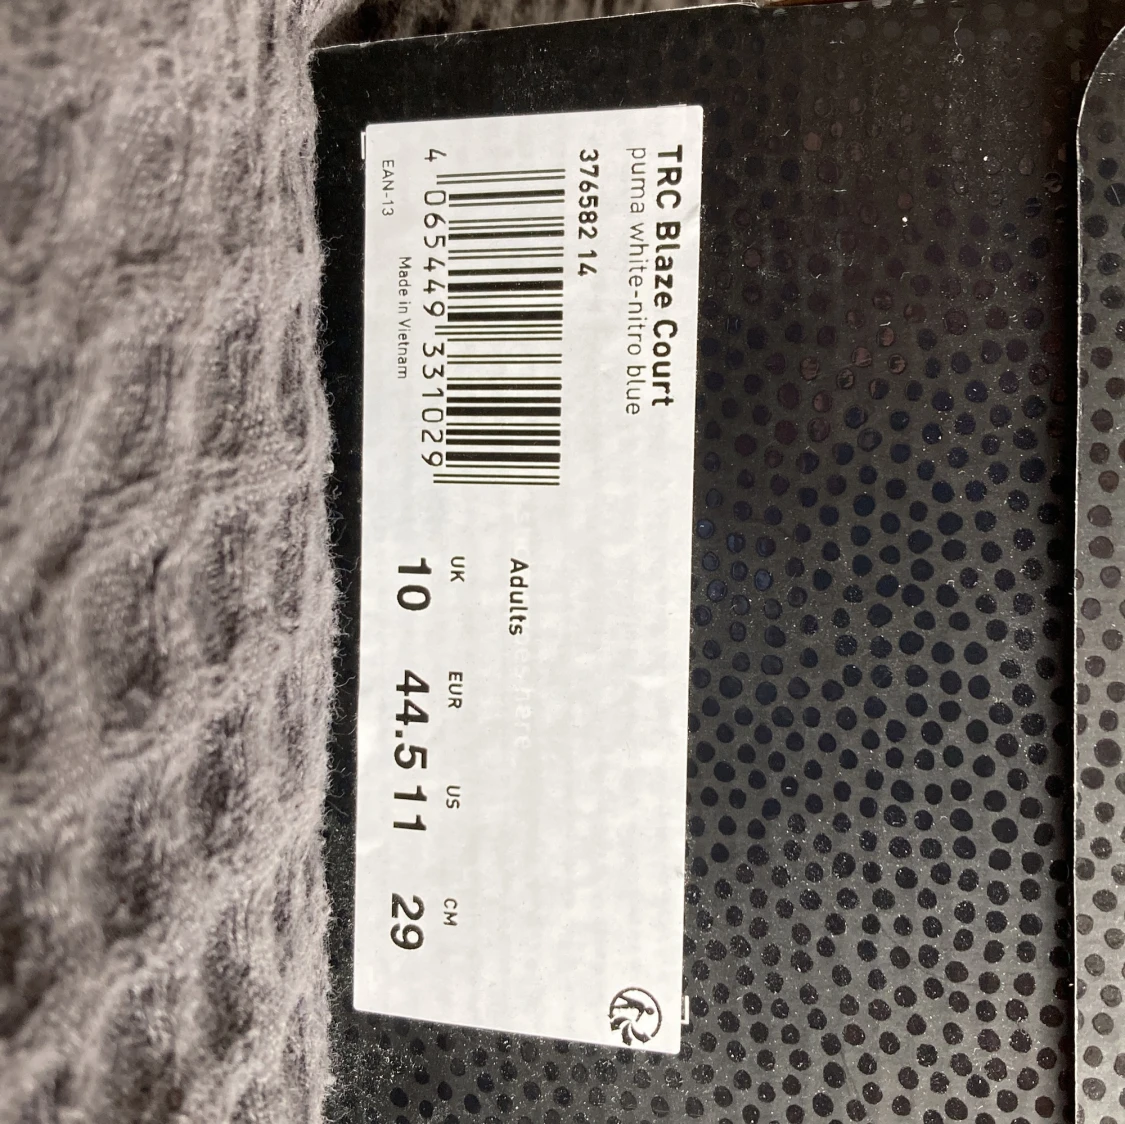 TRC Blaze Court
puma white-nitro blue
376582 14
4 065449 331029
EAN-13
Made in Vietnam
Adults
UK EUR US CM
10 44.5 11 29